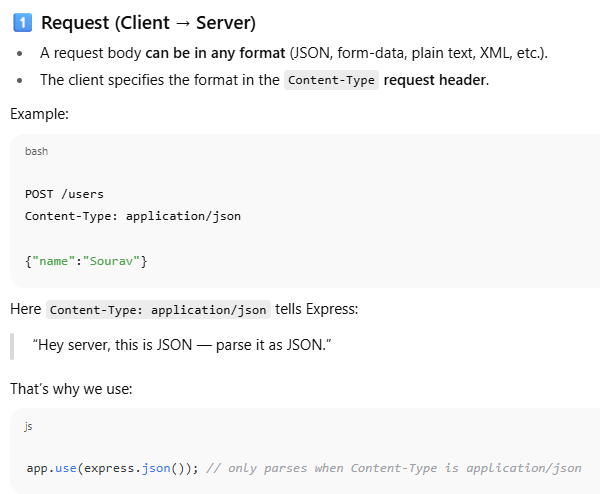 1 Request (Client → Server)
• A request body can be in any format (JSON, form-data, plain text, XML, etc.).
• The client specifies the format in the Content-Type request header.
Example:
bash
POST /users
Content-Type: application/json
{"name":"Sourav"}
Here Content-Type: application/json tells Express:
“Hey server, this is JSON — parse it as JSON.”
That’s why we use:
js
app.use(express.json()); // only parses when Content-Type is application/json